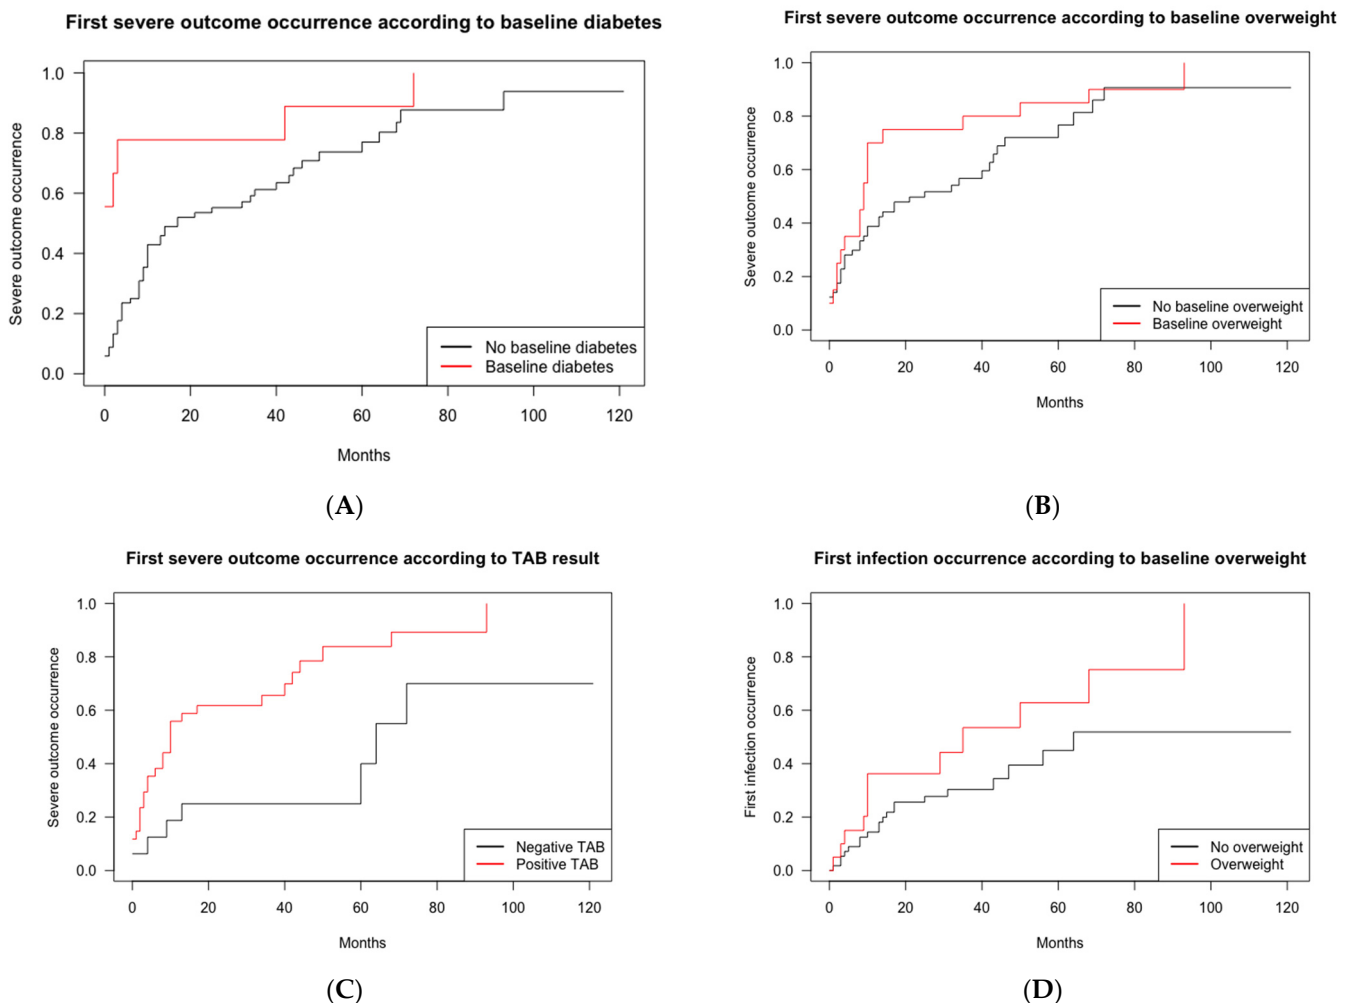 First severe outcome occurrence according to baseline diabetes
Severe outcome occurrence
1.0
0.8
0.6
0.4
0.2
0.0
No baseline diabetes
Baseline diabetes
0 20 40 60 80 100 120
Months
(A)
First severe outcome occurrence according to baseline overweight
Severe outcome occurrence
1.0
0.8
0.6
0.4
0.2
0.0
No baseline overweight
Baseline overweight
0 20 40 60 80 100 120
Months
(B)
First severe outcome occurrence according to TAB result
Severe outcome occurrence
1.0
0.8
0.6
0.4
0.2
0.0
Negative TAB
Positive TAB
0 20 40 60 80 100 120
Months
(C)
First infection occurrence according to baseline overweight
First infection occurrence
1.0
0.8
0.6
0.4
0.2
0.0
No overweight
Overweight
0 20 40 60 80 100 120
Months
(D)